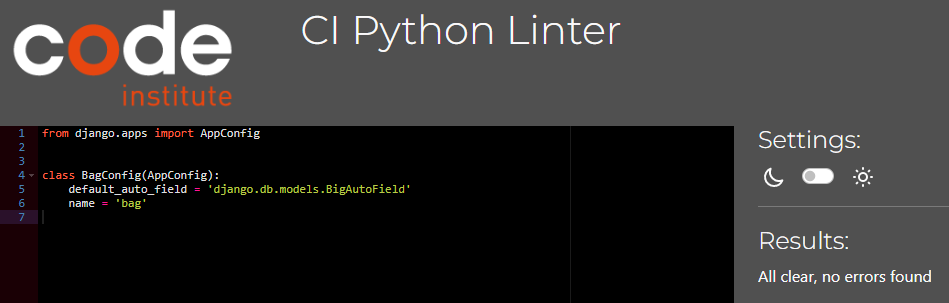 code
institute
CI Python Linter
1 from django.apps import AppConfig
2
3
4 class BagConfig(AppConfig):
5     default_auto_field = 'django.db.models.BigAutoField'
6     name = 'bag'
7
Settings:
Results:
All clear, no errors found